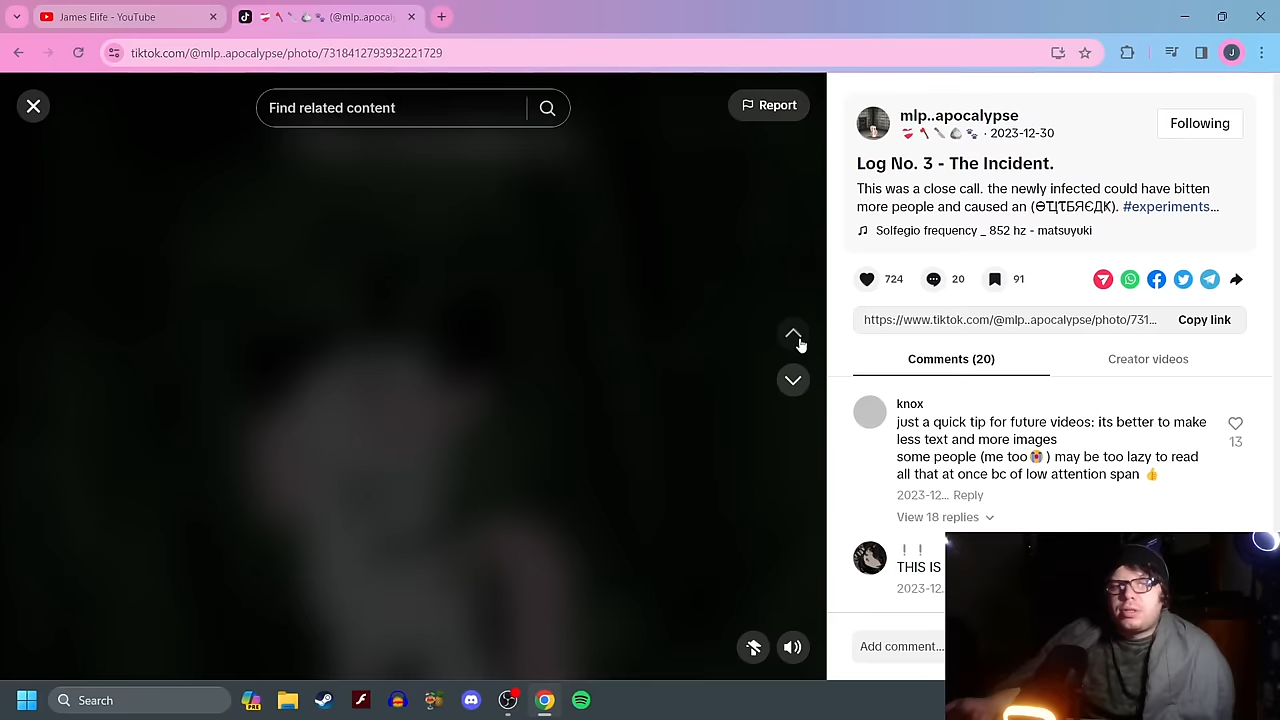 James Elife - YouTube
(@mlp..apocaly
tiktok.com/@mlp..apocalypse/photo/7318412793932221729
J
Find related content
Report
mlp..apocalypse
· 2023-12-30
Following
Log No. 3 - The Incident.
This was a close call. the newly infected could have bitten
more people and caused an (ӨЦҬБЯЄДҜ). #experiments...
Solfegio frequency _ 852 hz - matsuyuki
724
20
91
https://www.tiktok.com/@mlp..apocalypse/photo/731...
Copy link
Comments (20)
Creator videos
knox
just a quick tip for future videos: its better to make
less text and more images
some people (me too😭) may be too lazy to read
all that at once bc of low attention span 👍
13
2023-12... Reply
View 18 replies
❕❕
THIS IS
2023-12.
Add comment...
Search
PRE